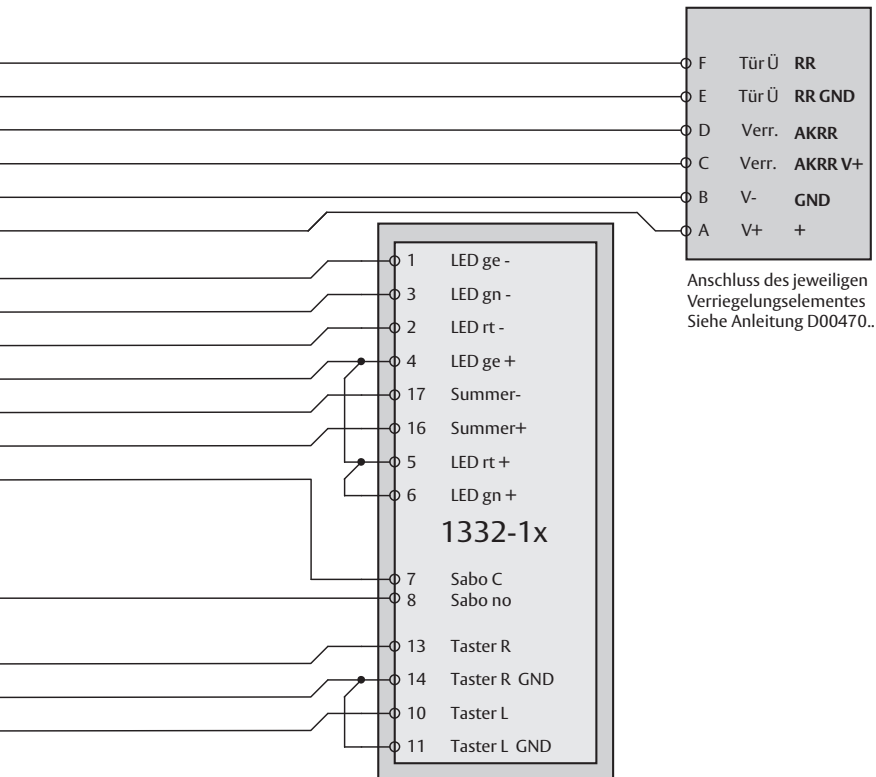 F Tür Ü RR
E Tür Ü RR GND
D Verr. AKRR
C Verr. AKRR V+
B V- GND
A V+ +
Anschluss des jeweiligen
Verriegelungselementes
Siehe Anleitung D00470..
1 LED ge -
3 LED gn -
2 LED rt -
4 LED ge +
17 Summer-
16 Summer+
5 LED rt +
6 LED gn +
1332-1x
7 Sabo C
8 Sabo no
13 Taster R
14 Taster R GND
10 Taster L
11 Taster L GND